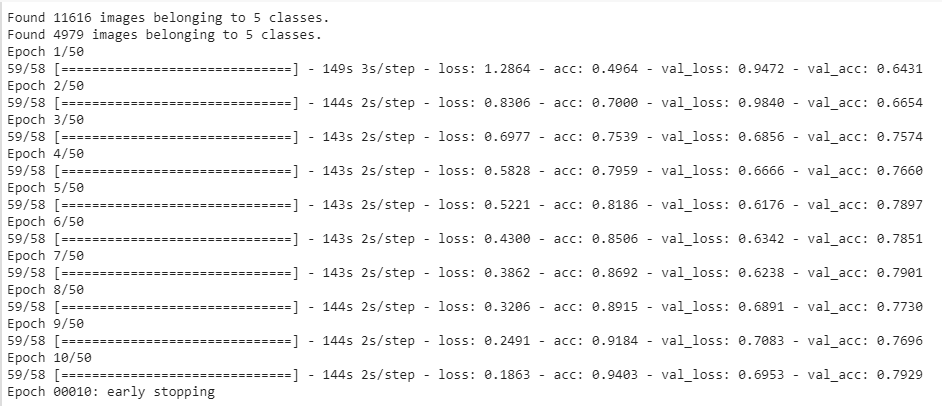 Found 11616 images belonging to 5 classes.
Found 4979 images belonging to 5 classes.
Epoch 1/50
59/58 [==============================] - 149s 3s/step - loss: 1.2864 - acc: 0.4964 - val_loss: 0.9472 - val_acc: 0.6431
Epoch 2/50
59/58 [==============================] - 144s 2s/step - loss: 0.8306 - acc: 0.7000 - val_loss: 0.9840 - val_acc: 0.6654
Epoch 3/50
59/58 [==============================] - 143s 2s/step - loss: 0.6977 - acc: 0.7539 - val_loss: 0.6856 - val_acc: 0.7574
Epoch 4/50
59/58 [==============================] - 143s 2s/step - loss: 0.5828 - acc: 0.7959 - val_loss: 0.6666 - val_acc: 0.7660
Epoch 5/50
59/58 [==============================] - 143s 2s/step - loss: 0.5221 - acc: 0.8186 - val_loss: 0.6176 - val_acc: 0.7897
Epoch 6/50
59/58 [==============================] - 143s 2s/step - loss: 0.4300 - acc: 0.8506 - val_loss: 0.6342 - val_acc: 0.7851
Epoch 7/50
59/58 [==============================] - 143s 2s/step - loss: 0.3862 - acc: 0.8692 - val_loss: 0.6238 - val_acc: 0.7901
Epoch 8/50
59/58 [==============================] - 144s 2s/step - loss: 0.3206 - acc: 0.8915 - val_loss: 0.6891 - val_acc: 0.7730
Epoch 9/50
59/58 [==============================] - 144s 2s/step - loss: 0.2491 - acc: 0.9184 - val_loss: 0.7083 - val_acc: 0.7696
Epoch 10/50
59/58 [==============================] - 144s 2s/step - loss: 0.1863 - acc: 0.9403 - val_loss: 0.6953 - val_acc: 0.7929
Epoch 00010: early stopping